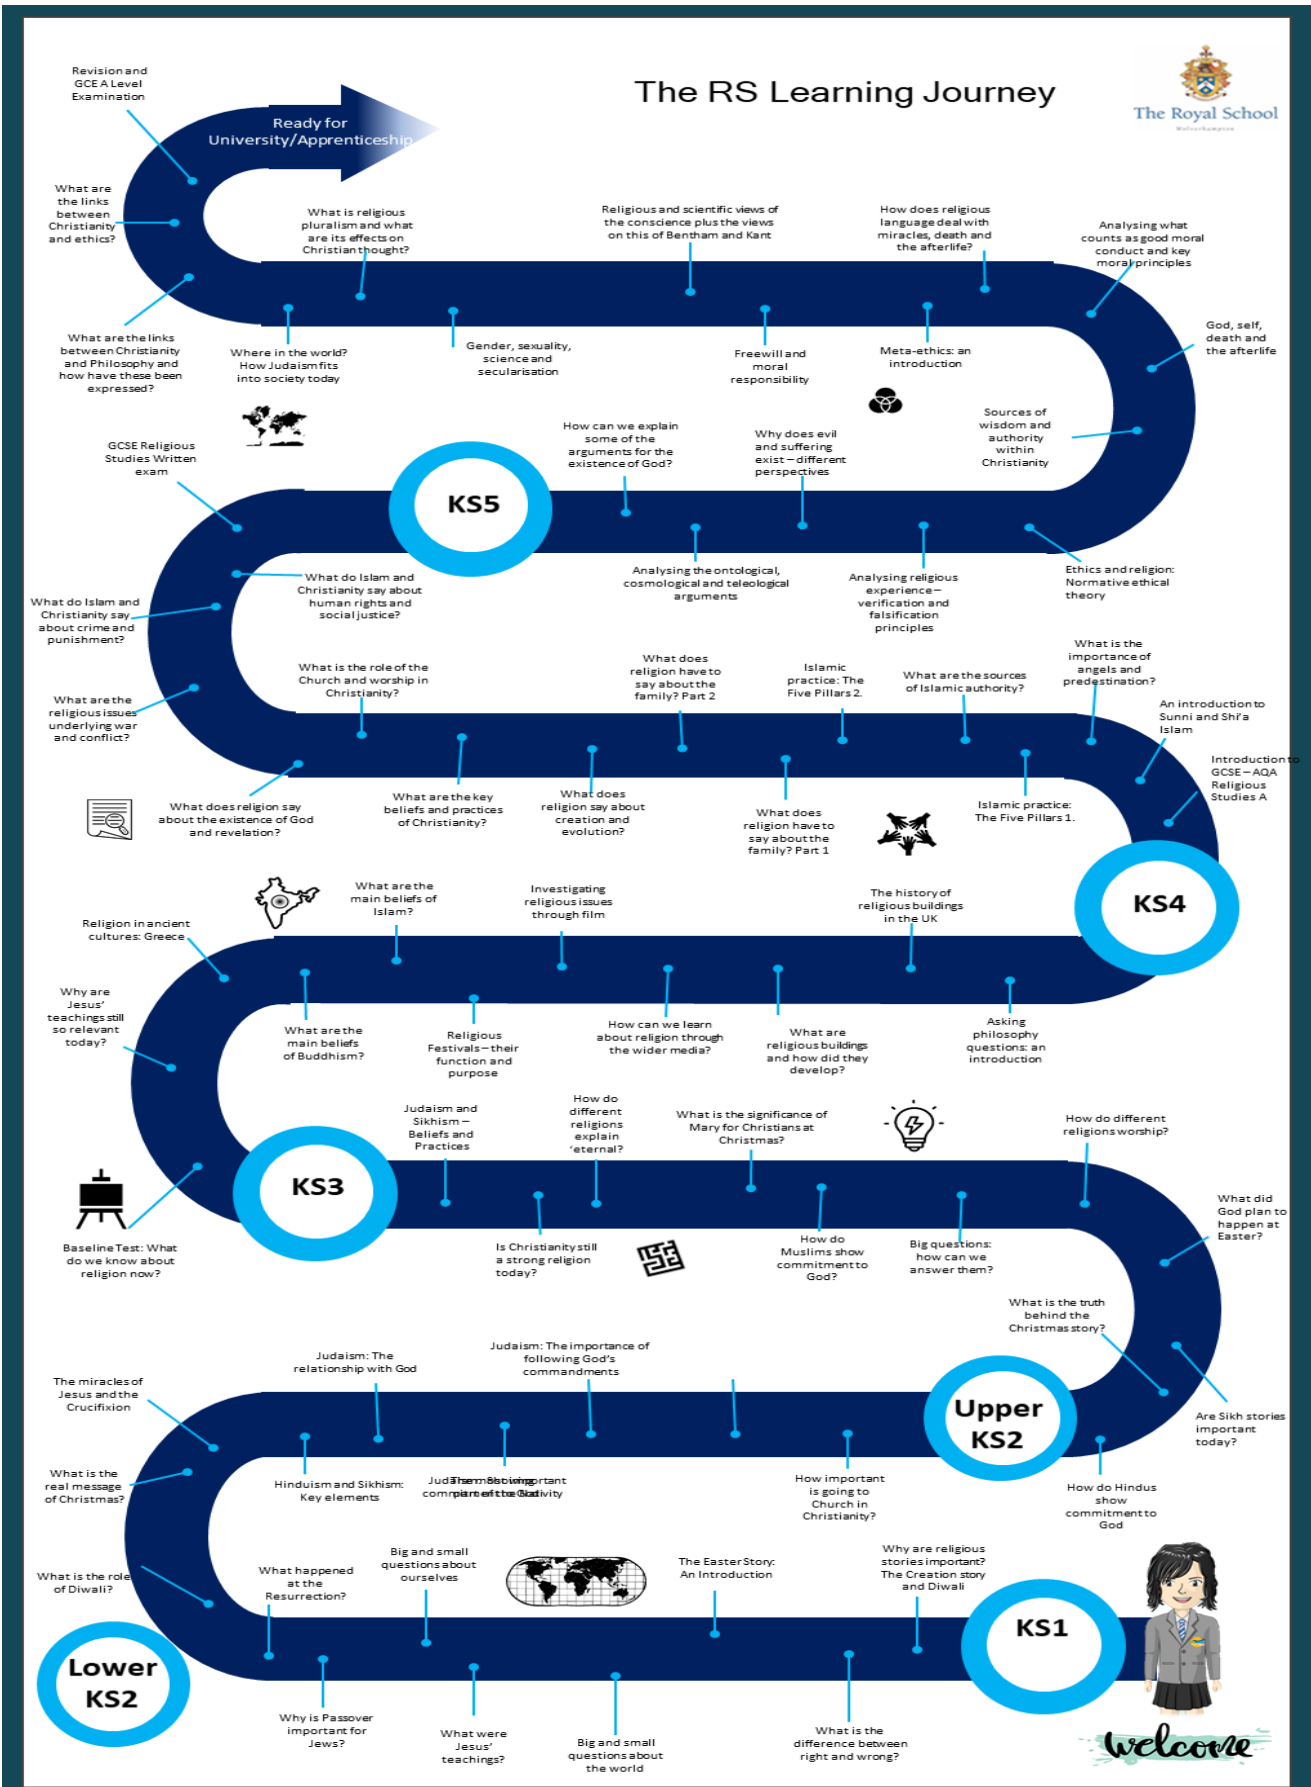 The RS Learning Journey
The Royal School
Wolverhampton
Revision and
GCE A Level
Examination
Ready for
University/Apprenticeship
What are
the links
between
Christianity
and ethics?
What is religious
pluralism and what
are its effects on
Christian thought?
Religious and scientific views of
the conscience plus the views
on this of Bentham and Kant
How does religious
language deal with
miracles, death and
the afterlife?
Analysing what
counts as good moral
conduct and key
moral principles
What are the links
between Christianity
and Philosophy and
how have these been
expressed?
Where in the world?
How Judaism fits
into society today
Gender, sexuality,
science and
secularisation
Freewill and
moral
responsibility
Meta-ethics: an
introduction
God, self,
death and
the afterlife
GCSE Religious
Studies Written
exam
KS5
How can we explain
some of the
arguments for the
existence of God?
Why does evil
and suffering
exist – different
perspectives
Sources of
wisdom and
authority
within
Christianity
What do Islam and
Christianity say about
human rights and
social justice?
Analysing the ontological,
cosmological and teleological
arguments
Analysing religious
experience –
verification and
falsification
principles
Ethics and religion:
Normative ethical
theory
What do Islam and
Christianity say
about crime and
punishment?
What is the role of the
Church and worship in
Christianity?
What does
religion have to
say about the
family? Part 2
Islamic
practice: The
Five Pillars 2.
What are the sources
of Islamic authority?
What is the
importance of
angels and
predestination?
What are the
religious issues
underlying war
and conflict?
An introduction to
Sunni and Shi'a
Islam
Introduction to
GCSE – AQA
Religious
Studies A
What does religion say
about the existence of God
and revelation?
What are the key
beliefs and practices
of Christianity?
What does
religion say about
creation and
evolution?
What does
religion have to
say about the
family? Part 1
Islamic practice:
The Five Pillars 1.
KS4
Religion in ancient
cultures: Greece
What are the
main beliefs of
Islam?
Investigating
religious issues
through film
The history of
religious buildings
in the UK
Why are
Jesus'
teachings still
so relevant
today?
What are the
main beliefs
of Buddhism?
Religious
Festivals – their
function and
purpose
How can we learn
about religion through
the wider media?
What are
religious buildings
and how did they
develop?
Asking
philosophy
questions: an
introduction
KS3
Judaism and
Sikhism –
Beliefs and
Practices
How do
different
religions
explain
'eternal?
What is the significance of
Mary for Christians at
Christmas?
How do different
religions worship?
Baseline Test: What
do we know about
religion now?
Is Christianity still
a strong religion
today?
How do
Muslims show
commitment to
God?
Big questions:
how can we
answer them?
What did
God plan to
happen at
Easter?
What is the truth
behind the
Christmas story?
Are Sikh stories
important
today?
The miracles of
Jesus and the
Crucifixion
Judaism: The
relationship with God
Judaism: The importance of
following God's
commandments
Upper
KS2
What is the
real message
of Christmas?
Hinduism and Sikhism:
Key elements
Judaism: Showing
commitment to God
The most important
part of the Nativity
How important
is going to
Church in
Christianity?
How do Hindus
show
commitment to
God
What is the role
of Diwali?
What happened
at the
Resurrection?
Big and small
questions about
ourselves
The Easter Story:
An Introduction
Why are religious
stories important?
The Creation story
and Diwali
KS1
Lower
KS2
Why is Passover
important for
Jews?
What were
Jesus'
teachings?
Big and small
questions about
the world
What is the
difference between
right and wrong?
welcome